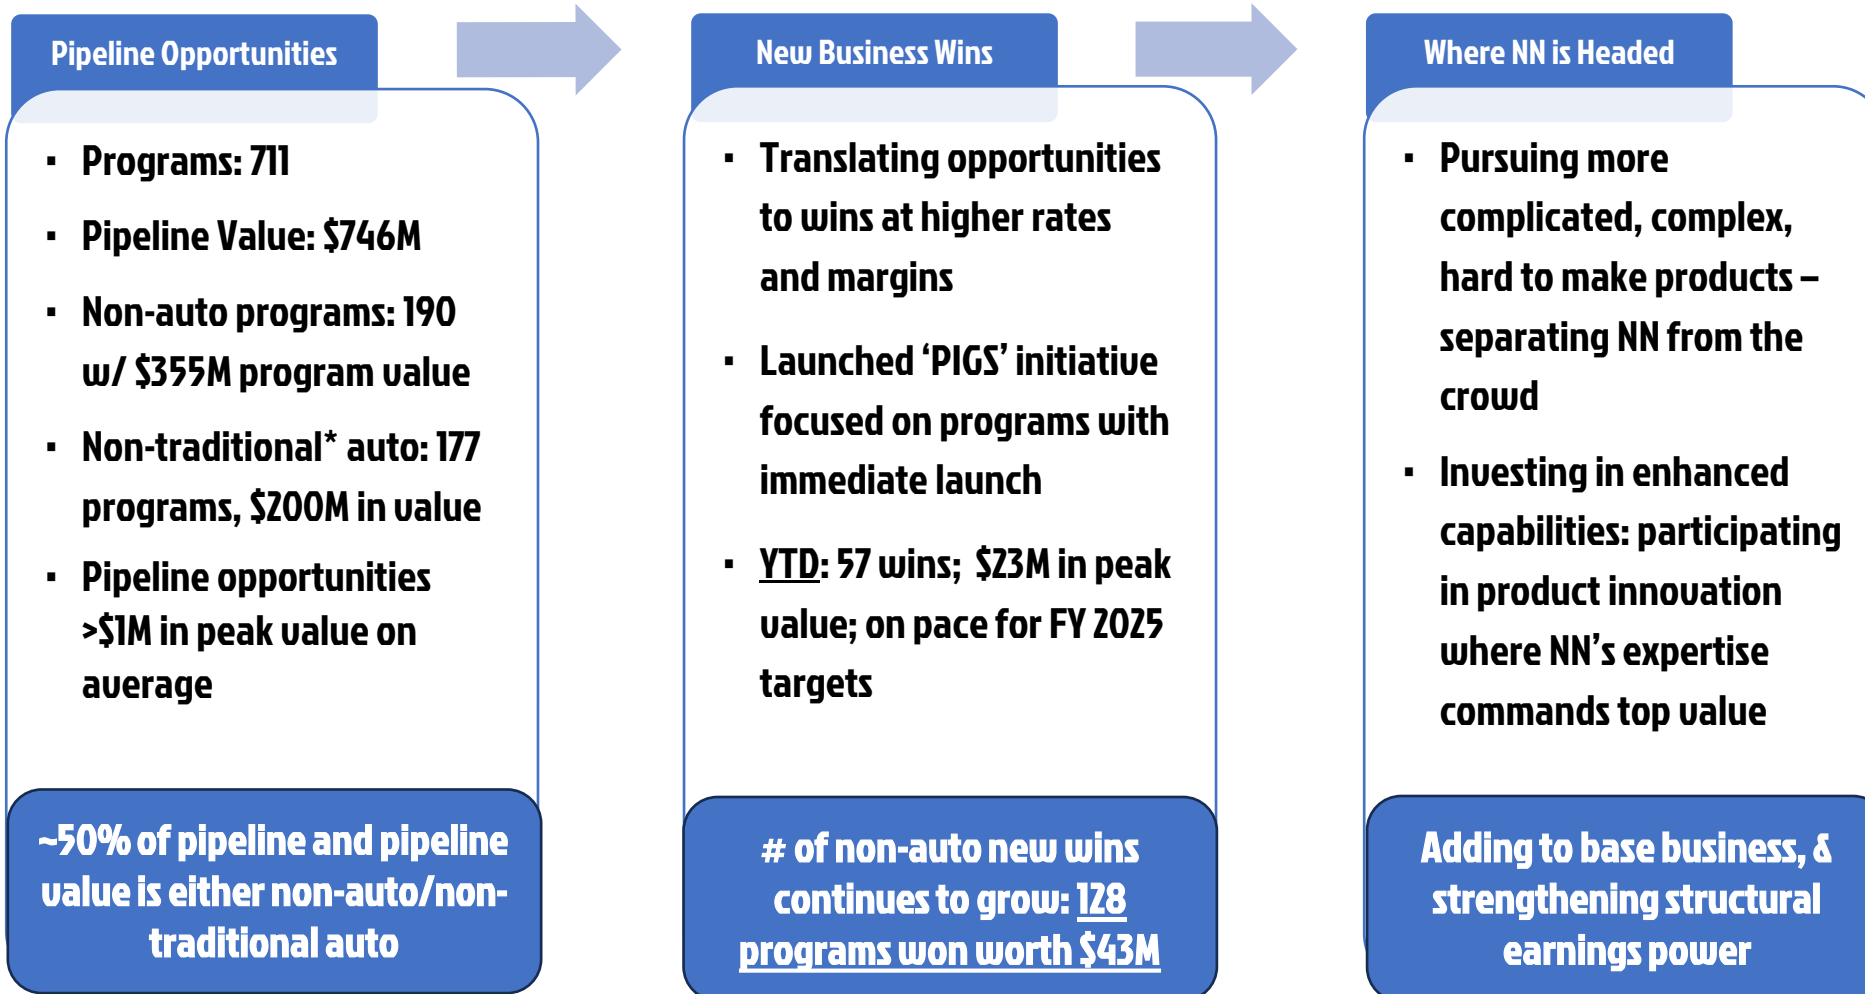 Pipeline Opportunities
▪ Programs: 711
▪ Pipeline Value: $746M
▪ Non-auto programs: 190
w/ $355M program value
▪ Non-traditional* auto: 177
programs, $200M in value
▪ Pipeline opportunities
>$1M in peak value on
average
~50% of pipeline and pipeline
value is either non-auto/non-
traditional auto
New Business Wins
▪ Translating opportunities
to wins at higher rates
and margins
▪ Launched ‘PIGS’ initiative
focused on programs with
immediate launch
▪ YTD: 57 wins; $23M in peak
value; on pace for FY 2025
targets
# of non-auto new wins
continues to grow: 128
programs won worth $43M
Where NN is Headed
▪ Pursuing more
complicated, complex,
hard to make products –
separating NN from the
crowd
▪ Investing in enhanced
capabilities: participating
in product innovation
where NN’s expertise
commands top value
Adding to base business, &
strengthening structural
earnings power